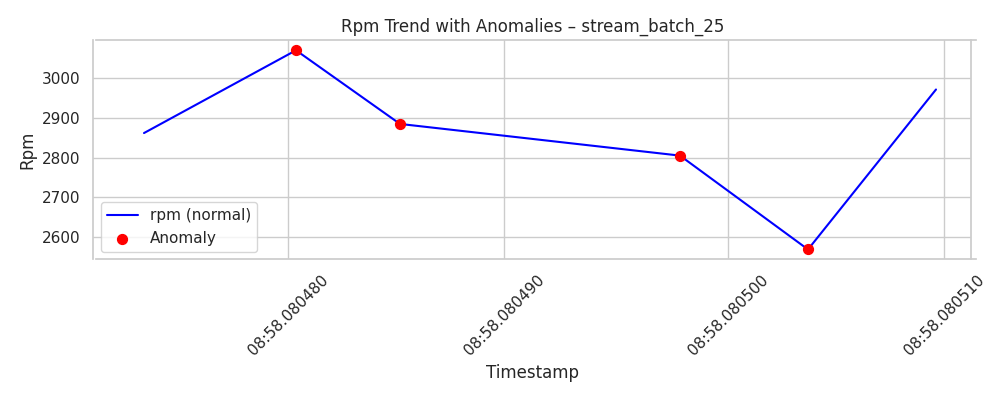 Rpm Trend with Anomalies – stream_batch_25
Rpm
3000
2900
2800
2700
2600
rpm (normal)
Anomaly
08:58.080480
08:58.080490
08:58.080500
08:58.080510
Timestamp